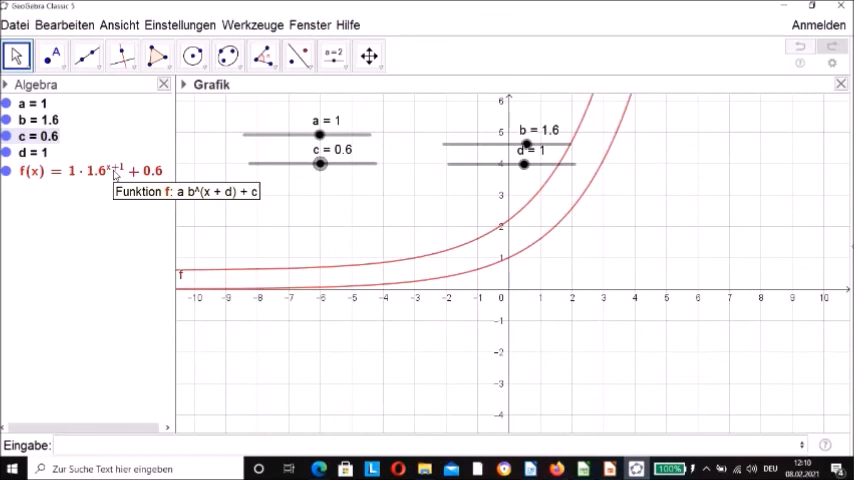 GeoGebra Classic 5
Datei Bearbeiten Ansicht Einstellungen Werkzeuge Fenster Hilfe Anmelden
A a=2
Algebra Grafik
a = 1
b = 1.6
c = 0.6
d = 1
f(x) = 1 · 1.6^x+1 + 0.6
Funktion f: a b^(x + d) + c
a = 1
c = 0.6
b = 1.6
d = 1
f
6
5
4
3
2
1
-10 -9 -8 -7 -6 -5 -4 -3 -2 -1 0 1 2 3 4 5 6 7 8 9 10
-1
-2
-3
-4
Eingabe:
Zur Suche Text hier eingeben
100%
DEU
12:10
08.02.2021